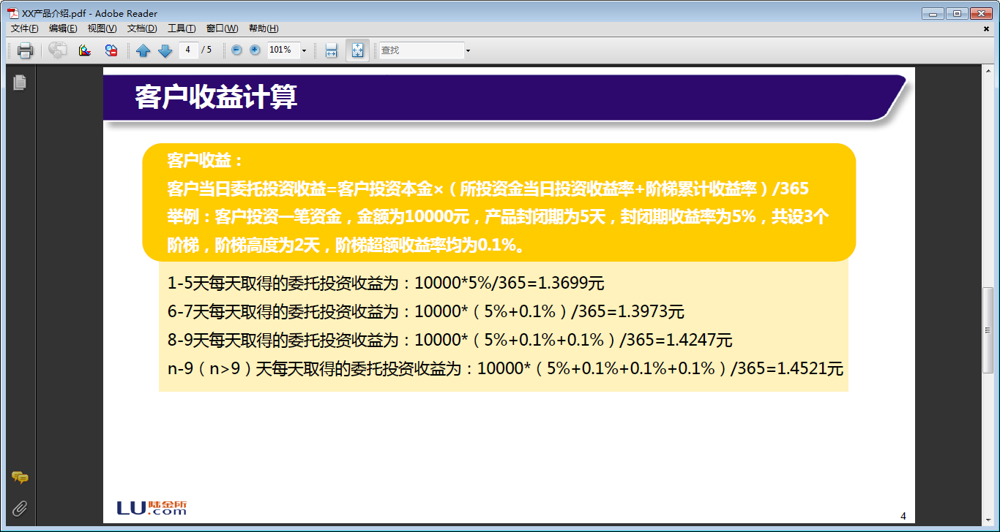 XX产品介绍.pdf - Adobe Reader
文件(F) 编辑(E) 视图(V) 文档(D) 工具(T) 窗口(W) 帮助(H)
4 / 5 101% 查找
客户收益计算
客户收益：
客户当日委托投资收益=客户投资本金×（所投资金当日投资收益率+阶梯累计收益率）/365
举例：客户投资一笔资金，金额为10000元，产品封闭期为5天，封闭期收益率为5%，共设3个
阶梯，阶梯高度为2天，阶梯超额收益率均为0.1%。
1-5天每天取得的委托投资收益为：10000*5%/365=1.3699元
6-7天每天取得的委托投资收益为：10000*（5%+0.1%）/365=1.3973元
8-9天每天取得的委托投资收益为：10000*（5%+0.1%+0.1%）/365=1.4247元
n-9（n>9）天每天取得的委托投资收益为：10000*（5%+0.1%+0.1%+0.1%）/365=1.4521元
LU陆金所.com
4